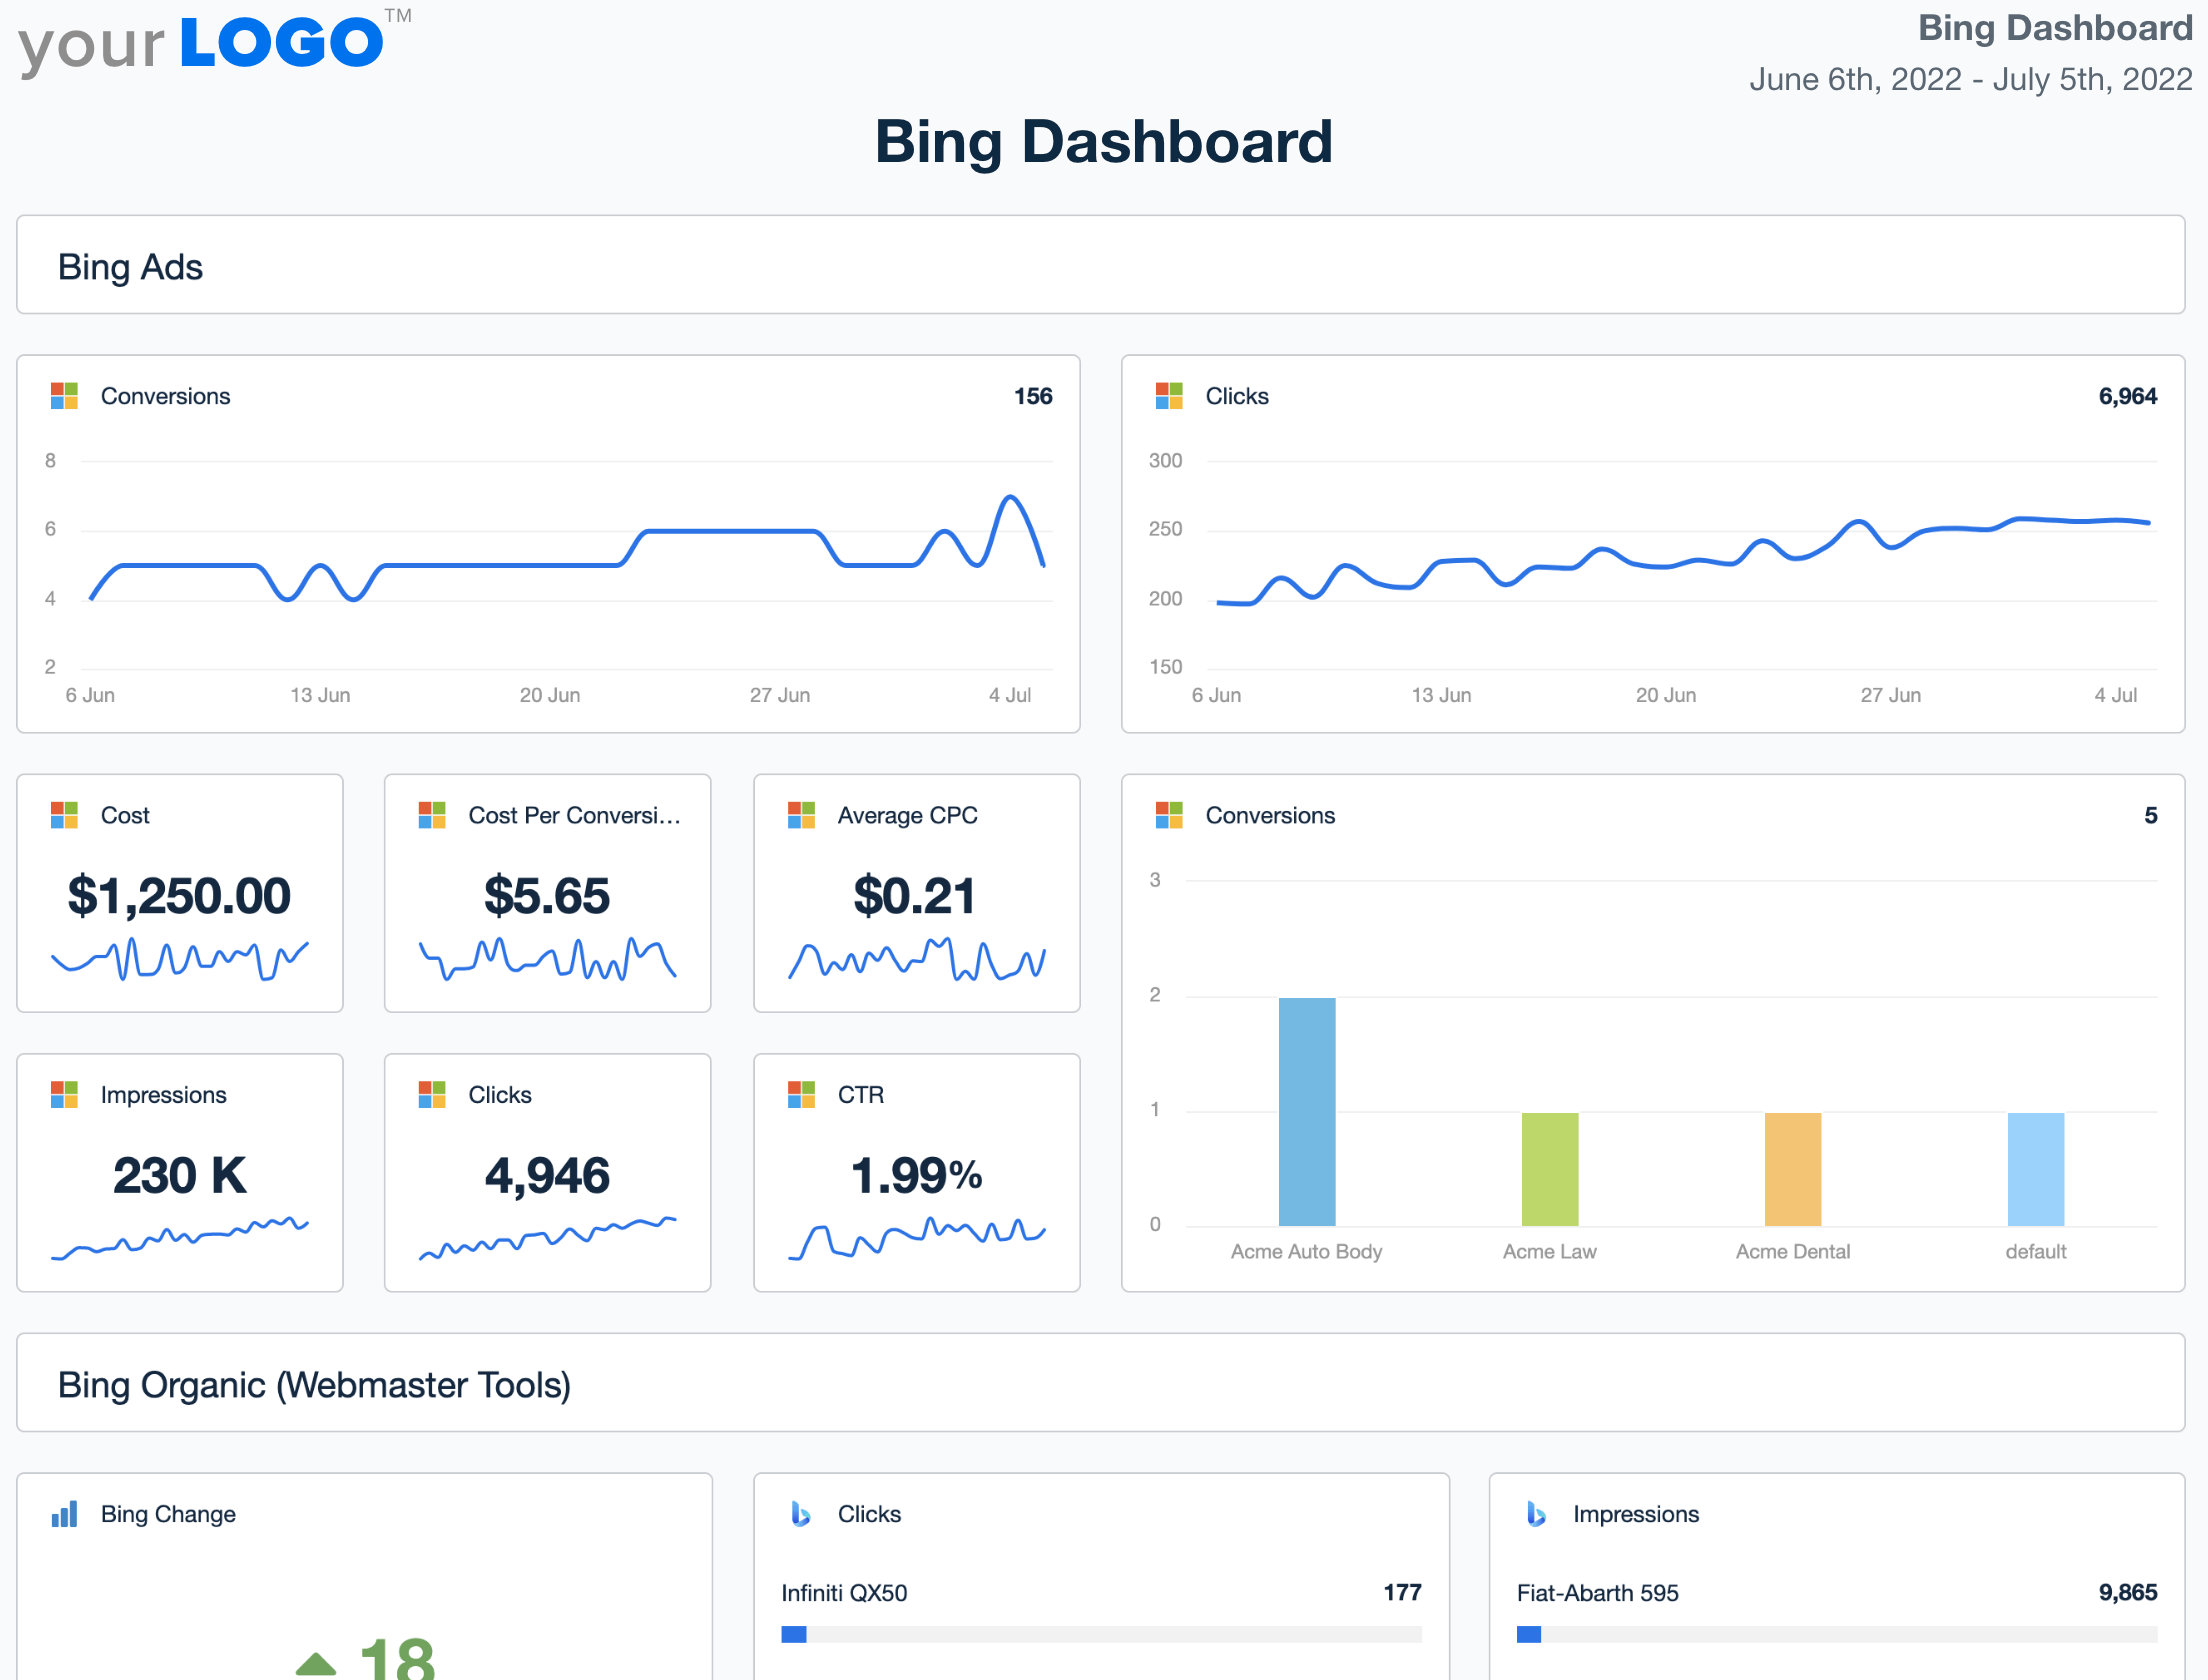 your LOGO™
Bing Dashboard
June 6th, 2022 - July 5th, 2022
Bing Dashboard
Bing Ads
Conversions 156
8
6
4
2
6 Jun 13 Jun 20 Jun 27 Jun 4 Jul
Clicks 6,964
300
250
200
150
6 Jun 13 Jun 20 Jun 27 Jun 4 Jul
Cost
$1,250.00
Cost Per Conversi...
$5.65
Average CPC
$0.21
Conversions 5
3
2
1
0
Acme Auto Body Acme Law Acme Dental default
Impressions
230 K
Clicks
4,946
CTR
1.99%
Bing Organic (Webmaster Tools)
Bing Change
18
Clicks
Infiniti QX50 177
Impressions
Fiat-Abarth 595 9,865